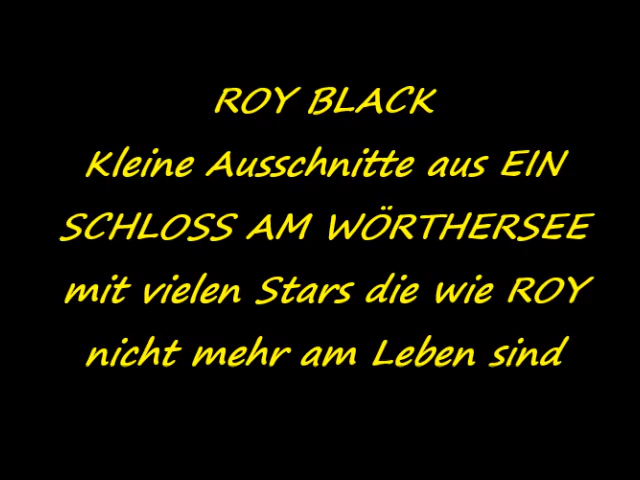 ROY BLACK
Kleine Ausschnitte aus EIN
SCHLOSS AM WÖRTHERSEE
mit vielen Stars die wie ROY
nicht mehr am Leben sind